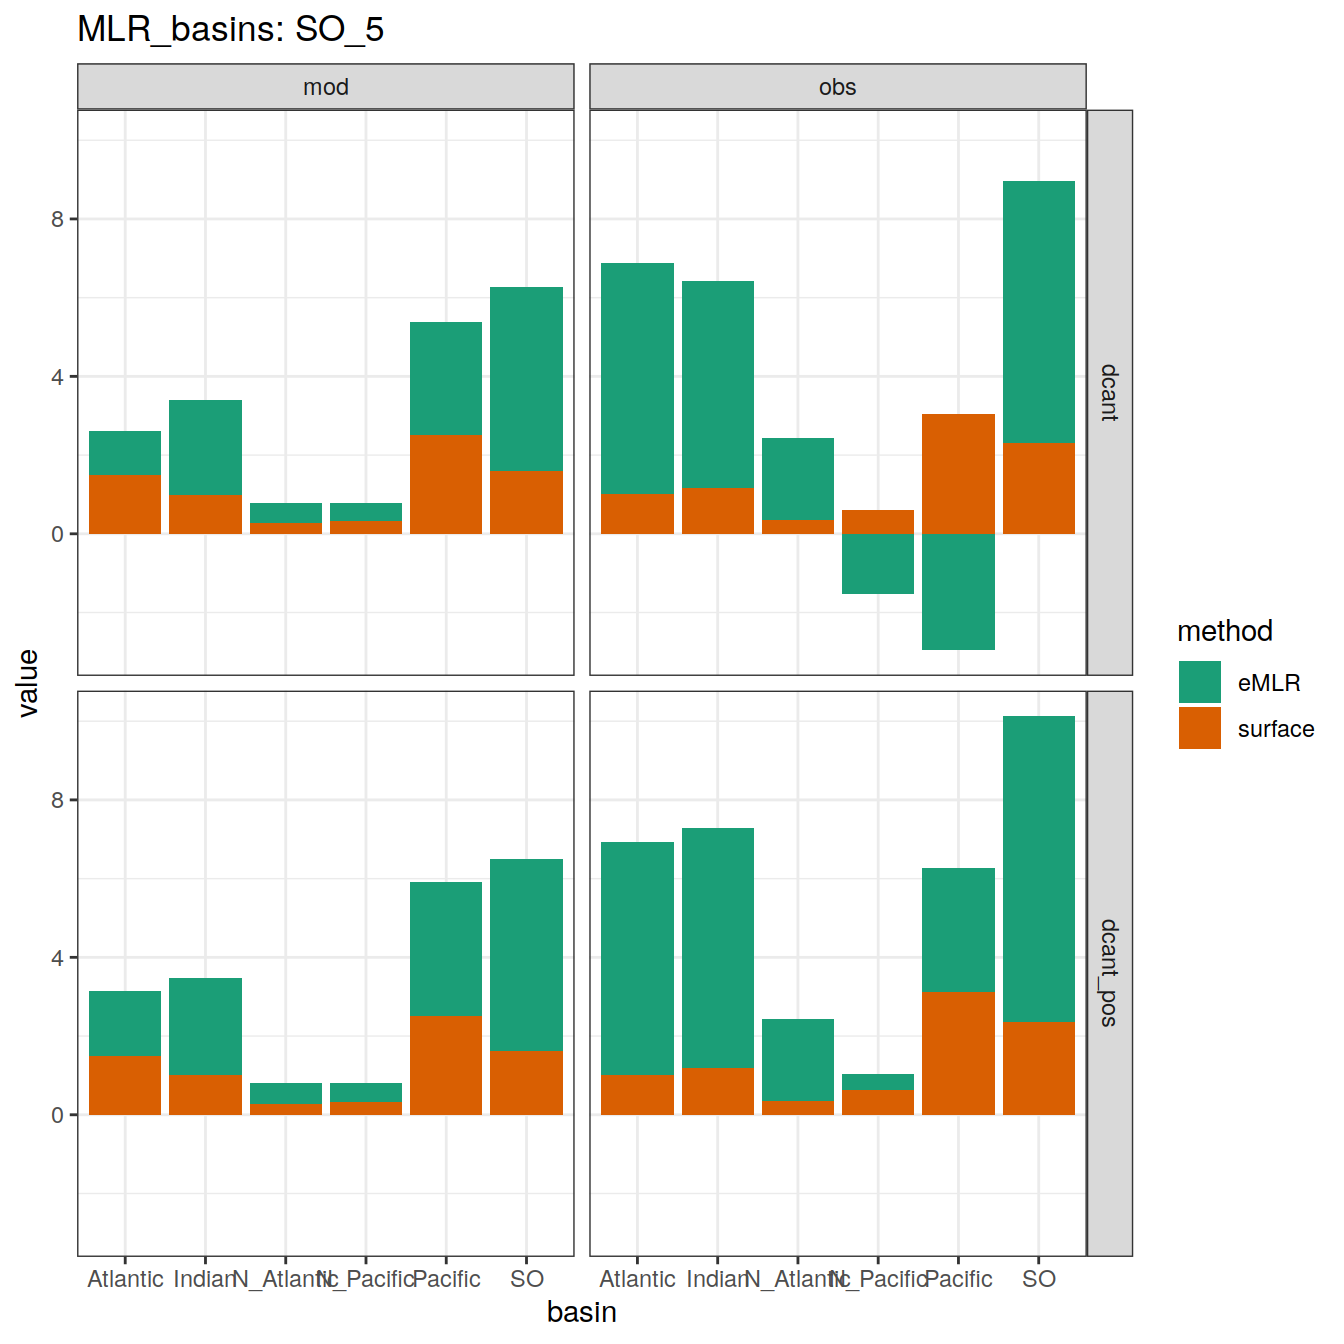 MLR_basins: SO_5
mod
obs
8
4
0
dcant
8
4
0
dcant_pos
value
Atlantic Indian N_Atlantic N_Pacific Pacific SO
Atlantic Indian N_Atlantic N_Pacific Pacific SO
basin
method
eMLR
surface